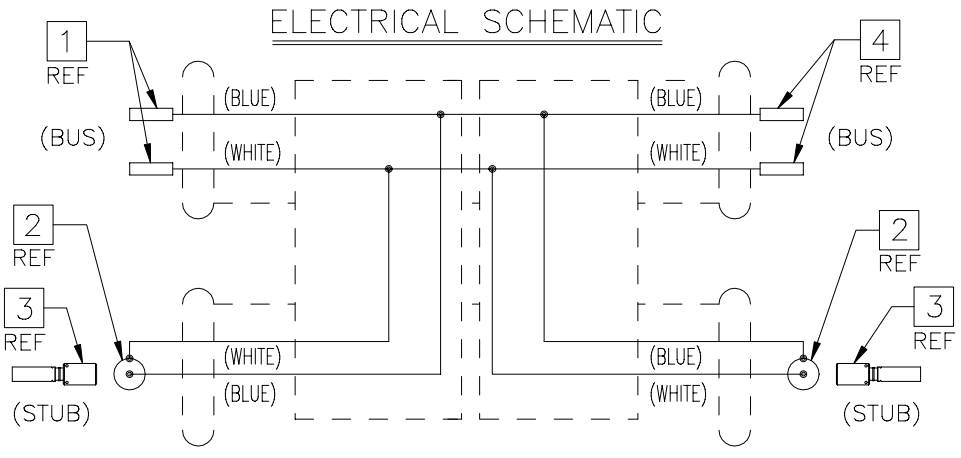 ELECTRICAL SCHEMATIC
1
REF
4
REF
(BLUE)
(BLUE)
(BUS)
(BUS)
(WHITE)
(WHITE)
2
REF
2
REF
3
REF
3
REF
(WHITE)
(BLUE)
(BLUE)
(WHITE)
(STUB)
(STUB)